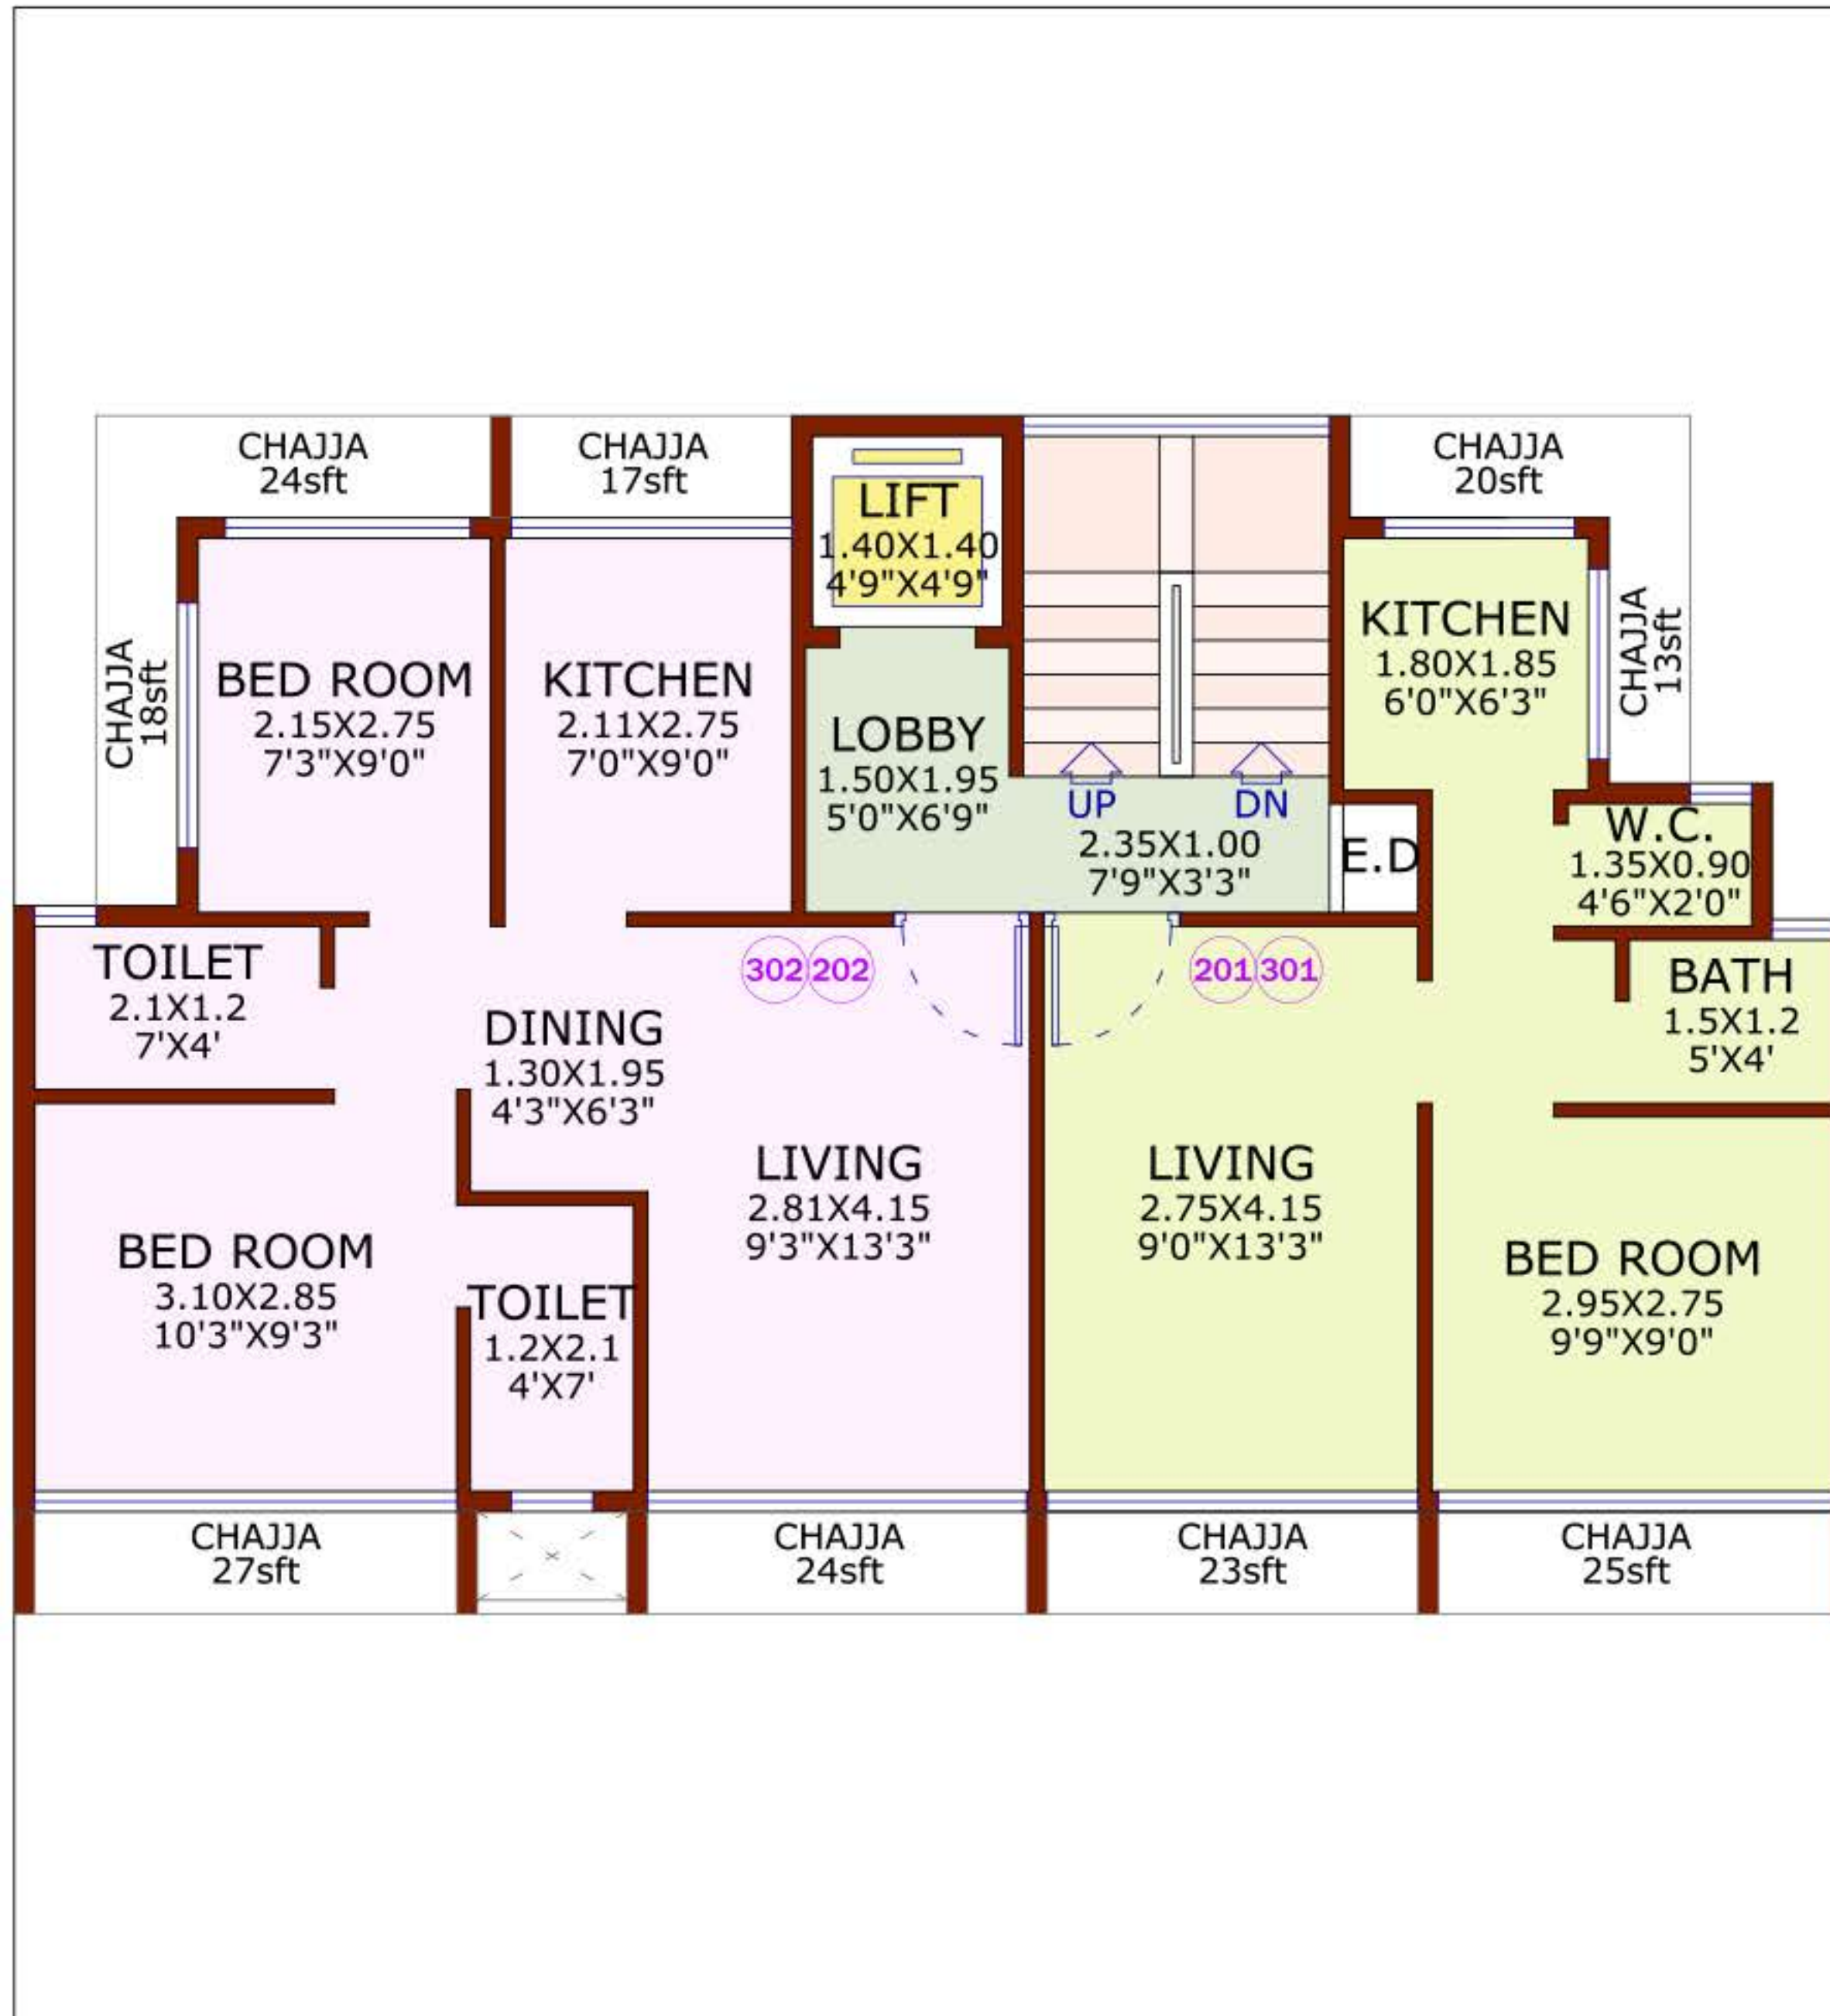 CHAJJA
24sft
CHAJJA
17sft
CHAJJA
20sft
LIFT
1.40X1.40
4'9"X4'9"
CHAJJA
18sft
BED ROOM
2.15X2.75
7'3"X9'0"
KITCHEN
2.11X2.75
7'0"X9'0"
LOBBY
1.50X1.95
5'0"X6'9"
UP
DN
2.35X1.00
7'9"X3'3"
E.D
KITCHEN
1.80X1.85
6'0"X6'3"
CHAJJA
13sft
W.C.
1.35X0.90
4'6"X2'0"
TOILET
2.1X1.2
7'X4'
302
202
201
301
BATH
1.5X1.2
5'X4'
DINING
1.30X1.95
4'3"X6'3"
LIVING
2.81X4.15
9'3"X13'3"
LIVING
2.75X4.15
9'0"X13'3"
BED ROOM
3.10X2.85
10'3"X9'3"
TOILET
1.2X2.1
4'X7'
BED ROOM
2.95X2.75
9'9"X9'0"
CHAJJA
27sft
CHAJJA
24sft
CHAJJA
23sft
CHAJJA
25sft